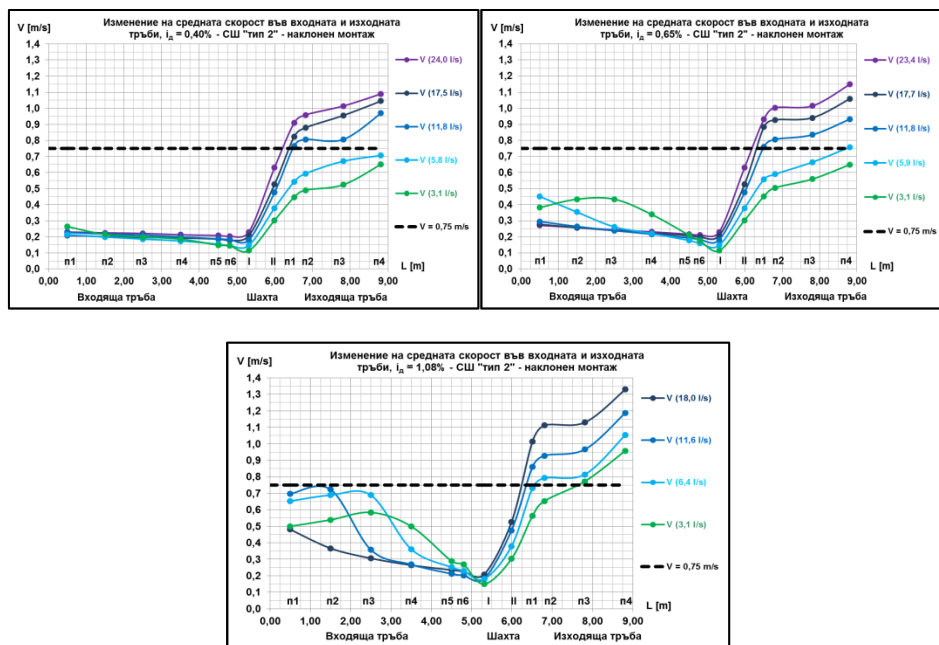 Изменение на средната скорост във входната и изходната
тръби, iд = 0,40% - СШ "тип 2" - наклонен монтаж
V [m/s]
1,4
1,3
1,2
1,1
1,0
0,9
0,8
0,7
0,6
0,5
0,4
0,3
0,2
0,1
0,0
V (24,0 l/s)
V (17,5 l/s)
V (11,8 l/s)
V (5,8 l/s)
V (3,1 l/s)
V = 0,75 m/s
п1 п2 п3 п4 п5 п6 I II п1 п2 п3 п4
L [m]
0,00 1,00 2,00 3,00 4,00 5,00 6,00 7,00 8,00 9,00
Входяща тръба Шахта Изходяща тръба
Изменение на средната скорост във входната и изходната
тръби, iд = 0,65% - СШ "тип 2" - наклонен монтаж
V [m/s]
1,4
1,3
1,2
1,1
1,0
0,9
0,8
0,7
0,6
0,5
0,4
0,3
0,2
0,1
0,0
V (23,4 l/s)
V (17,7 l/s)
V (11,8 l/s)
V (5,9 l/s)
V (3,1 l/s)
V = 0,75 m/s
п1 п2 п3 п4 п5 п6 I II п1 п2 п3 п4
L [m]
0,00 1,00 2,00 3,00 4,00 5,00 6,00 7,00 8,00 9,00
Входяща тръба Шахта Изходяща тръба
Изменение на средната скорост във входната и изходната
тръби, iд = 1,08% - СШ "тип 2" - наклонен монтаж
V [m/s]
1,4
1,3
1,2
1,1
1,0
0,9
0,8
0,7
0,6
0,5
0,4
0,3
0,2
0,1
0,0
V (18,0 l/s)
V (11,6 l/s)
V (6,4 l/s)
V (3,1 l/s)
V = 0,75 m/s
п1 п2 п3 п4 п5 п6 I II п1 п2 п3 п4
L [m]
0,00 1,00 2,00 3,00 4,00 5,00 6,00 7,00 8,00 9,00
Входяща тръба Шахта Изходяща тръба